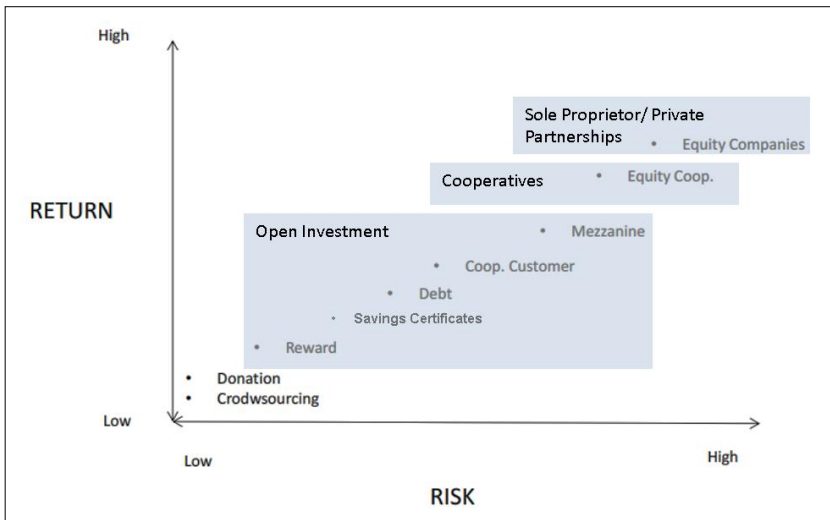 High
Sole Proprietor/ Private
Partnerships
• Equity Companies
Cooperatives
• Equity Coop.
RETURN
Open Investment
• Mezzanine
• Coop. Customer
• Debt
• Savings Certificates
• Reward
• Donation
• Crodwsourcing
Low
Low
High
RISK